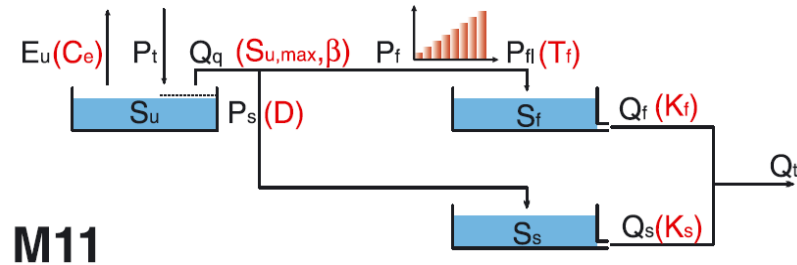 Eu(Ce) Pt Qq (Su,max,β) Pf Pfl(Tf)
Su Ps(D) Sf Qf (Kf)
Qt
Ss Qs(Ks)
M11